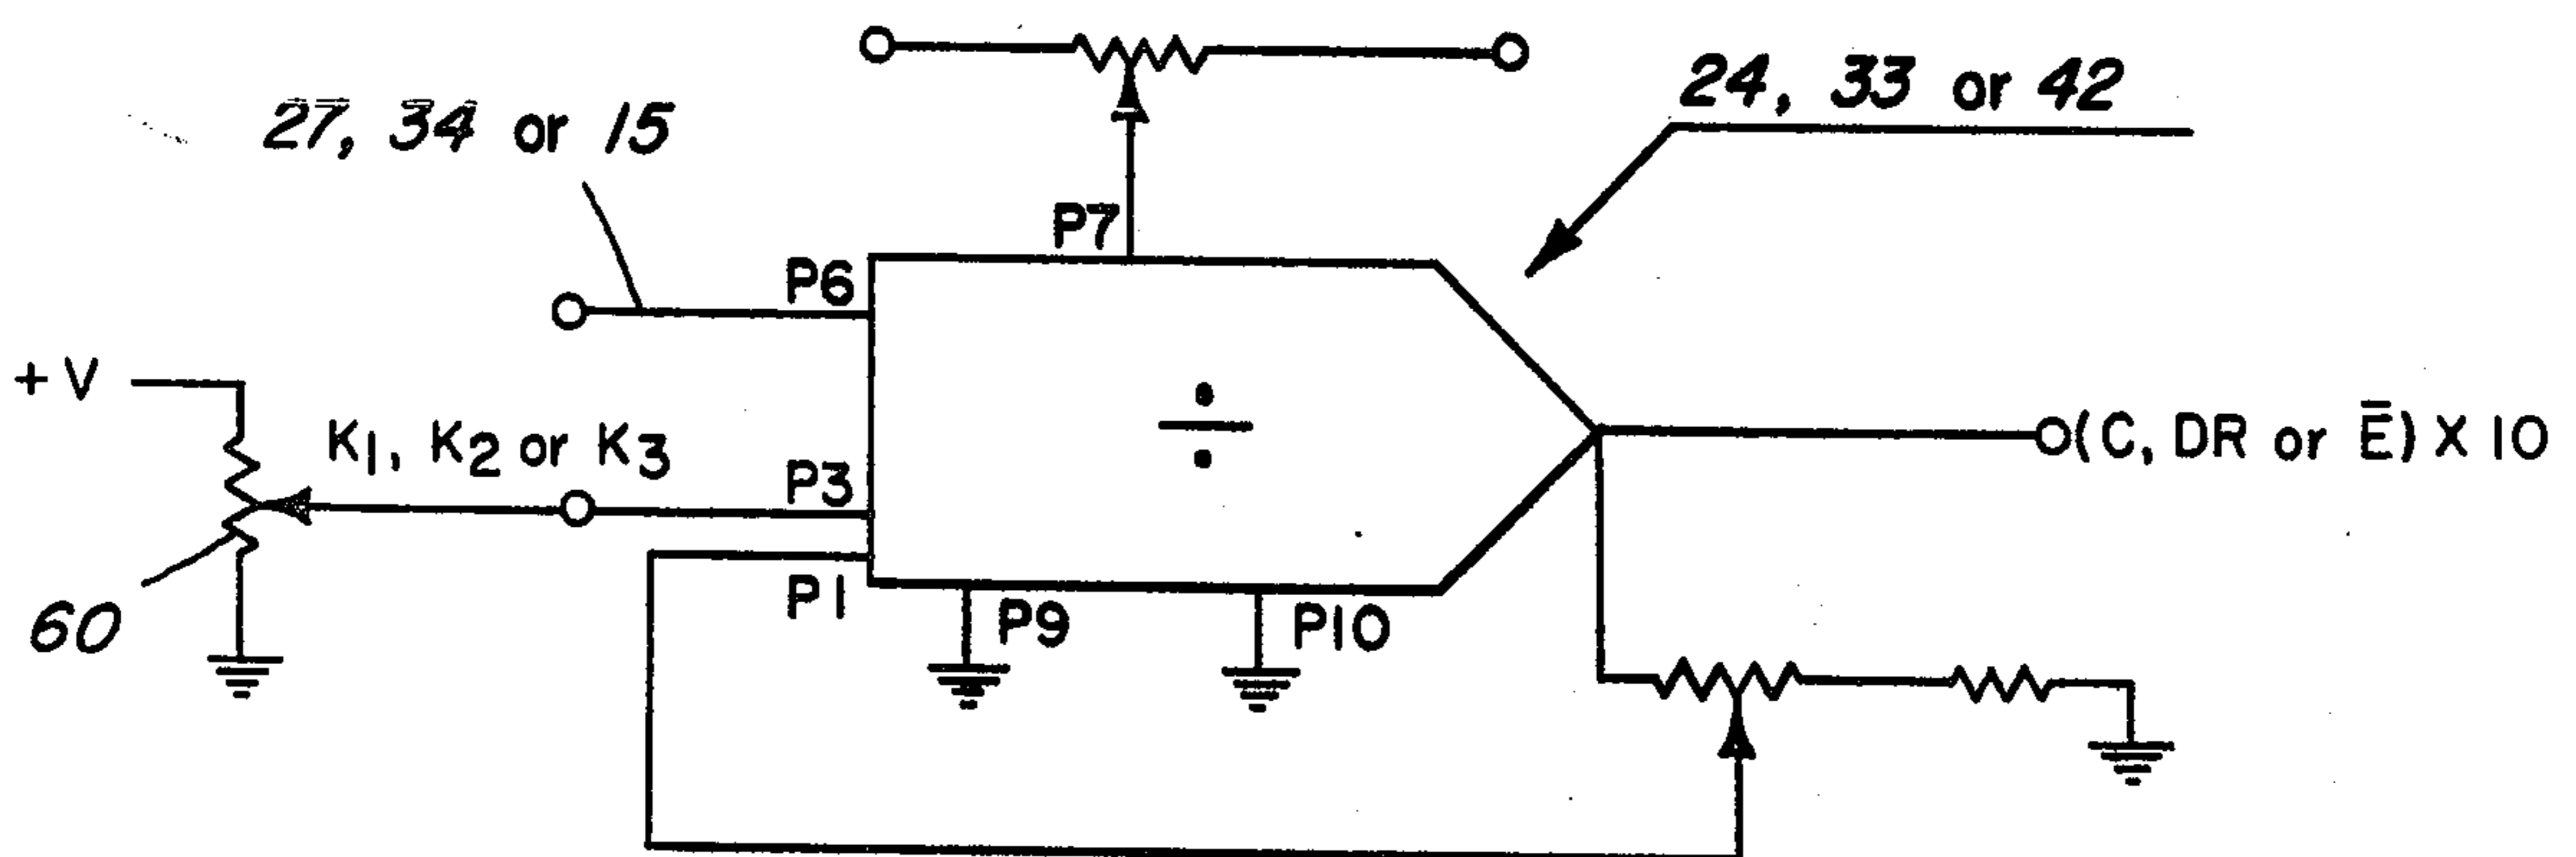 24, 33 or 42
27, 34 or 15
P7
P6
+ V
K1, K2 or K3
P3
÷
(C, DR or E̅) X 10
P1
P9
P10
60